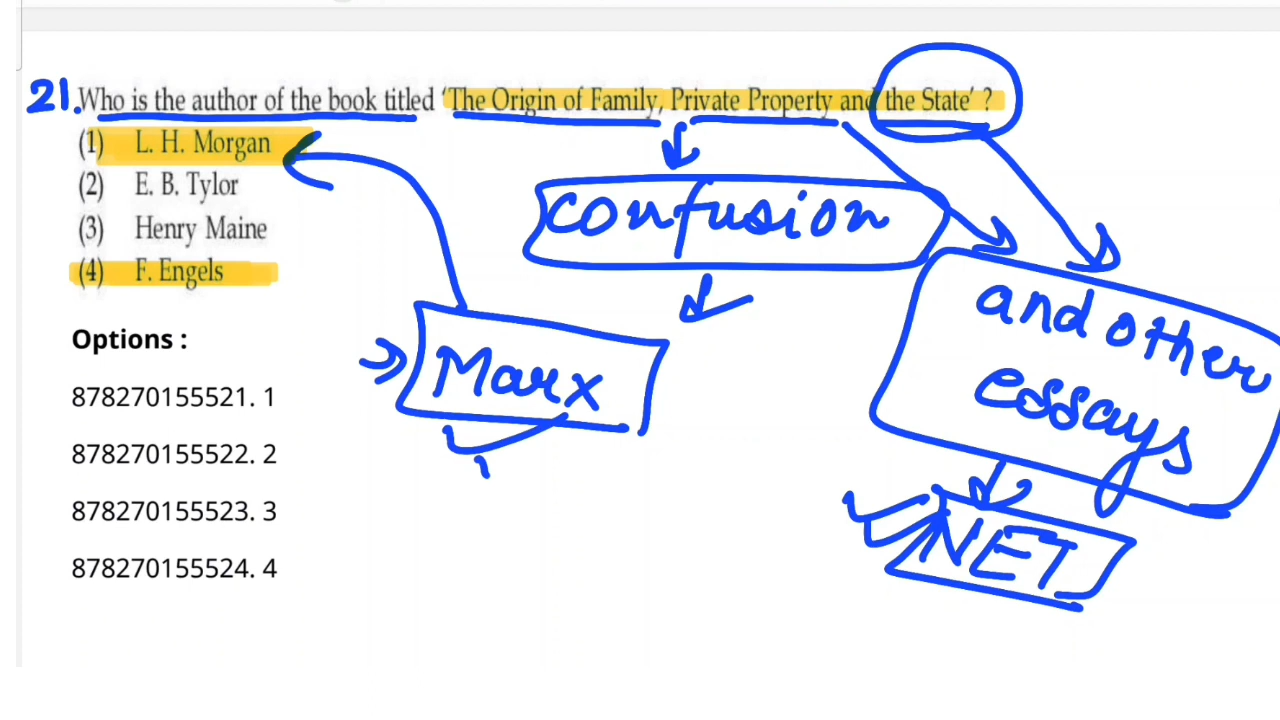 21. Who is the author of the book titled 'The Origin of Family, Private Property and the State' ?
(1) L. H. Morgan
(2) E. B. Tylor
(3) Henry Maine
(4) F. Engels
confusion
and other
essays
Marx
NET
Options :
878270155521. 1
878270155522. 2
878270155523. 3
878270155524. 4